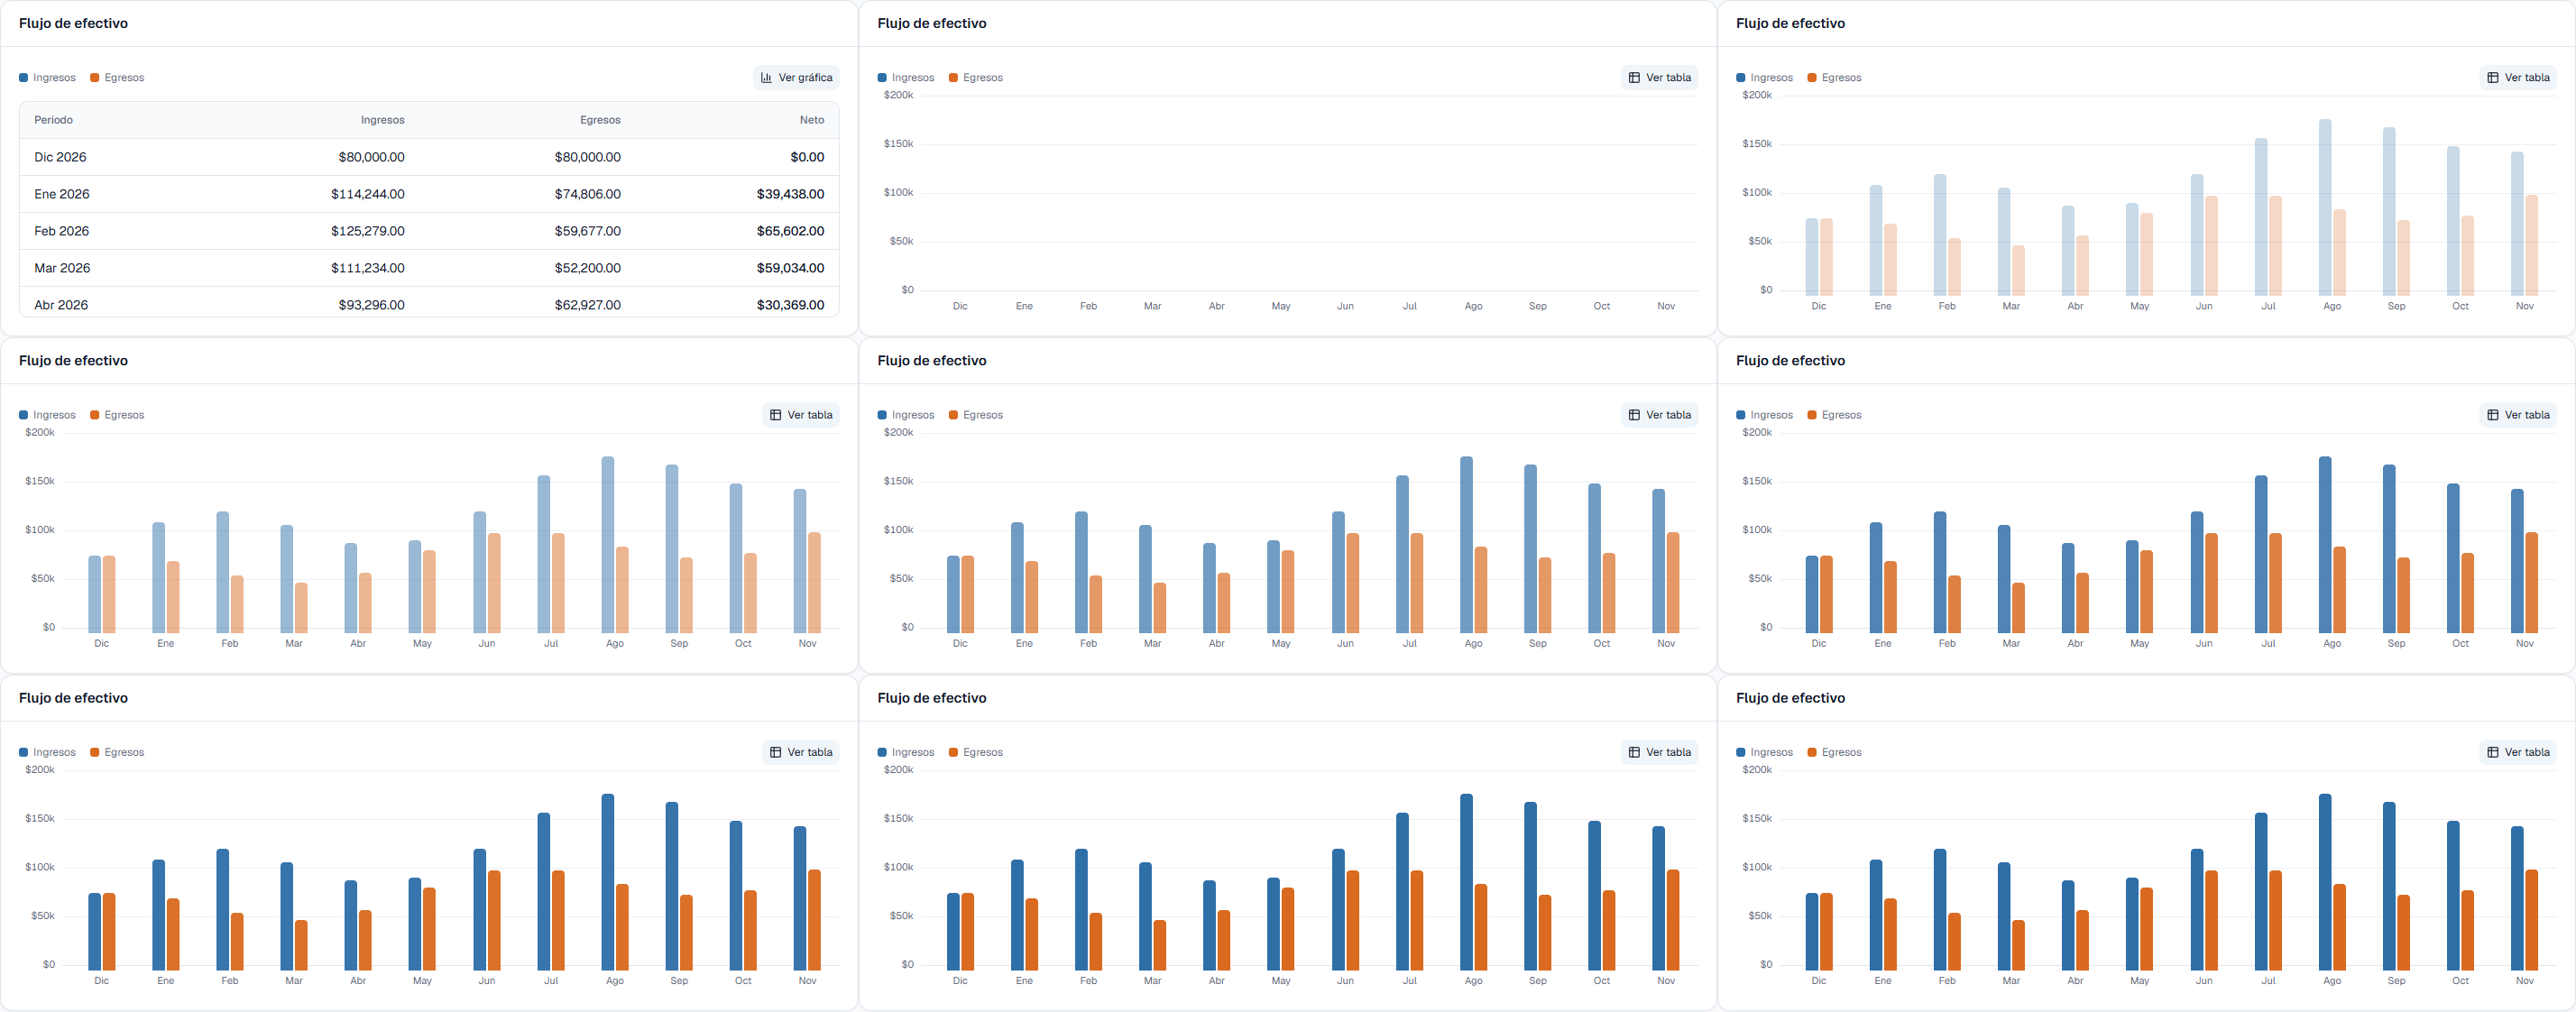 Flujo de efectivo
Ingresos Egresos Ver gráfica
Periodo Ingresos Egresos Neto
Dic 2026 $80,000.00 $80,000.00 $0.00
Ene 2026 $114,244.00 $74,806.00 $39,438.00
Feb 2026 $125,279.00 $59,677.00 $65,602.00
Mar 2026 $111,234.00 $52,200.00 $59,034.00
Abr 2026 $93,296.00 $62,927.00 $30,369.00
Flujo de efectivo
Ingresos Egresos Ver tabla
$200k
$150k
$100k
$50k
$0
Dic Ene Feb Mar Abr May Jun Jul Ago Sep Oct Nov
Flujo de efectivo
Ingresos Egresos Ver tabla
$200k
$150k
$100k
$50k
$0
Dic Ene Feb Mar Abr May Jun Jul Ago Sep Oct Nov
Flujo de efectivo
Ingresos Egresos Ver tabla
$200k
$150k
$100k
$50k
$0
Dic Ene Feb Mar Abr May Jun Jul Ago Sep Oct Nov
Flujo de efectivo
Ingresos Egresos Ver tabla
$200k
$150k
$100k
$50k
$0
Dic Ene Feb Mar Abr May Jun Jul Ago Sep Oct Nov
Flujo de efectivo
Ingresos Egresos Ver tabla
$200k
$150k
$100k
$50k
$0
Dic Ene Feb Mar Abr May Jun Jul Ago Sep Oct Nov
Flujo de efectivo
Ingresos Egresos Ver tabla
$200k
$150k
$100k
$50k
$0
Dic Ene Feb Mar Abr May Jun Jul Ago Sep Oct Nov
Flujo de efectivo
Ingresos Egresos Ver tabla
$200k
$150k
$100k
$50k
$0
Dic Ene Feb Mar Abr May Jun Jul Ago Sep Oct Nov
Flujo de efectivo
Ingresos Egresos Ver tabla
$200k
$150k
$100k
$50k
$0
Dic Ene Feb Mar Abr May Jun Jul Ago Sep Oct Nov